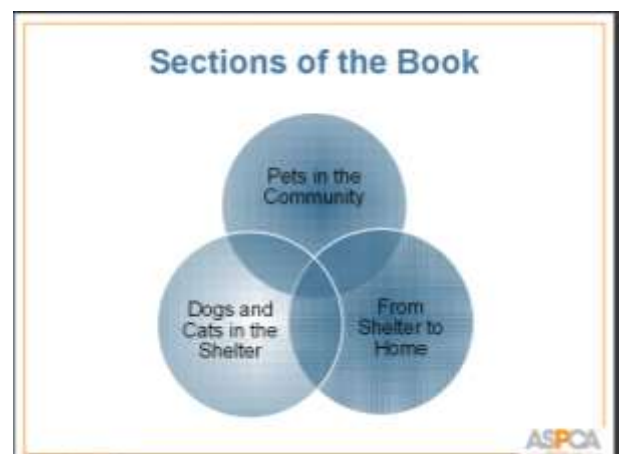 Sections of the Book
Pets in the
Community
Dogs and
Cats in the
Shelter
From
Shelter to
Home
ASPCA